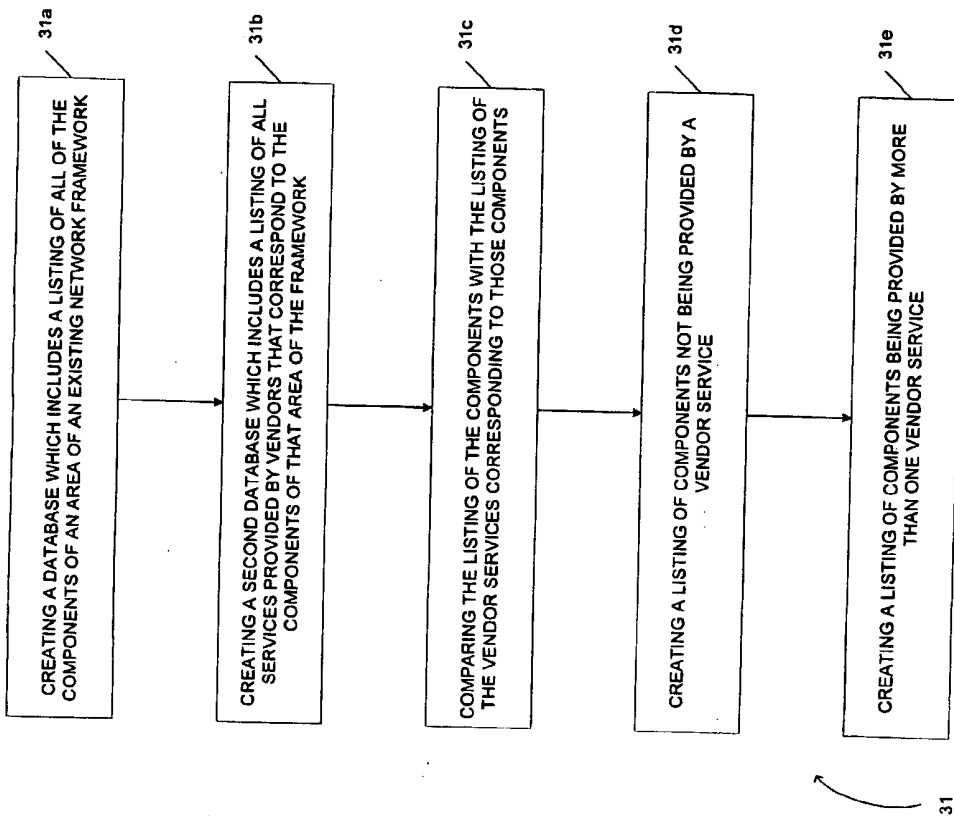 31a
CREATING A DATABASE WHICH INCLUDES A LISTING OF ALL OF THE
COMPONENTS OF AN AREA OF AN EXISTING NETWORK FRAMEWORK
31b
CREATING A SECOND DATABASE WHICH INCLUDES A LISTING OF ALL
SERVICES PROVIDED BY VENDORS THAT CORRESPOND TO THE
COMPONENTS OF THAT AREA OF THE FRAMEWORK
31c
COMPARING THE LISTING OF THE COMPONENTS WITH THE LISTING OF
THE VENDOR SERVICES CORRESPONDING TO THOSE COMPONENTS
31d
CREATING A LISTING OF COMPONENTS NOT BEING PROVIDED BY A
VENDOR SERVICE
31e
CREATING A LISTING OF COMPONENTS BEING PROVIDED BY MORE
THAN ONE VENDOR SERVICE
31